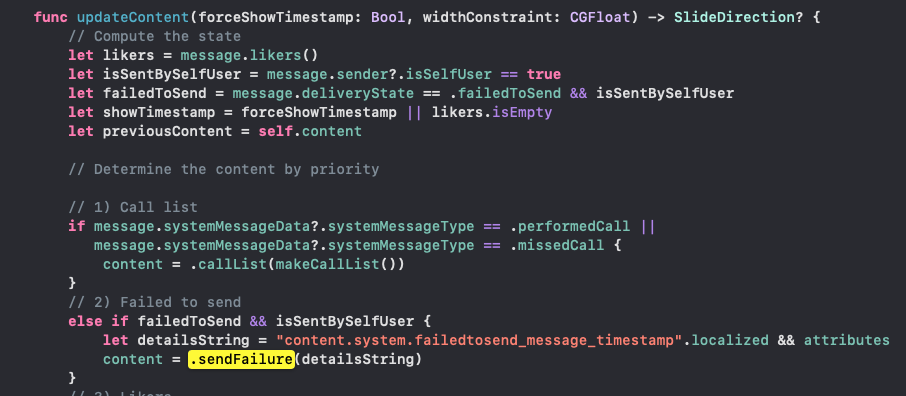 func updateContent(forceShowTimestamp: Bool, widthConstraint: CGFloat) -> SlideDirection? {
// Compute the state
let likers = message.likers()
let isSentBySelfUser = message.sender?.isSelfUser == true
let failedToSend = message.deliveryState == .failedToSend && isSentBySelfUser
let showTimestamp = forceShowTimestamp || likers.isEmpty
let previousContent = self.content
// Determine the content by priority
// 1) Call list
if message.systemMessageData?.systemMessageType == .performedCall ||
message.systemMessageData?.systemMessageType == .missedCall {
content = .callList(makeCallList())
}
// 2) Failed to send
else if failedToSend && isSentBySelfUser {
let detailsString = "content.system.failedtosend_message_timestamp".localized && attributes
content = .sendFailure(detailsString)
}
// 3) Likers